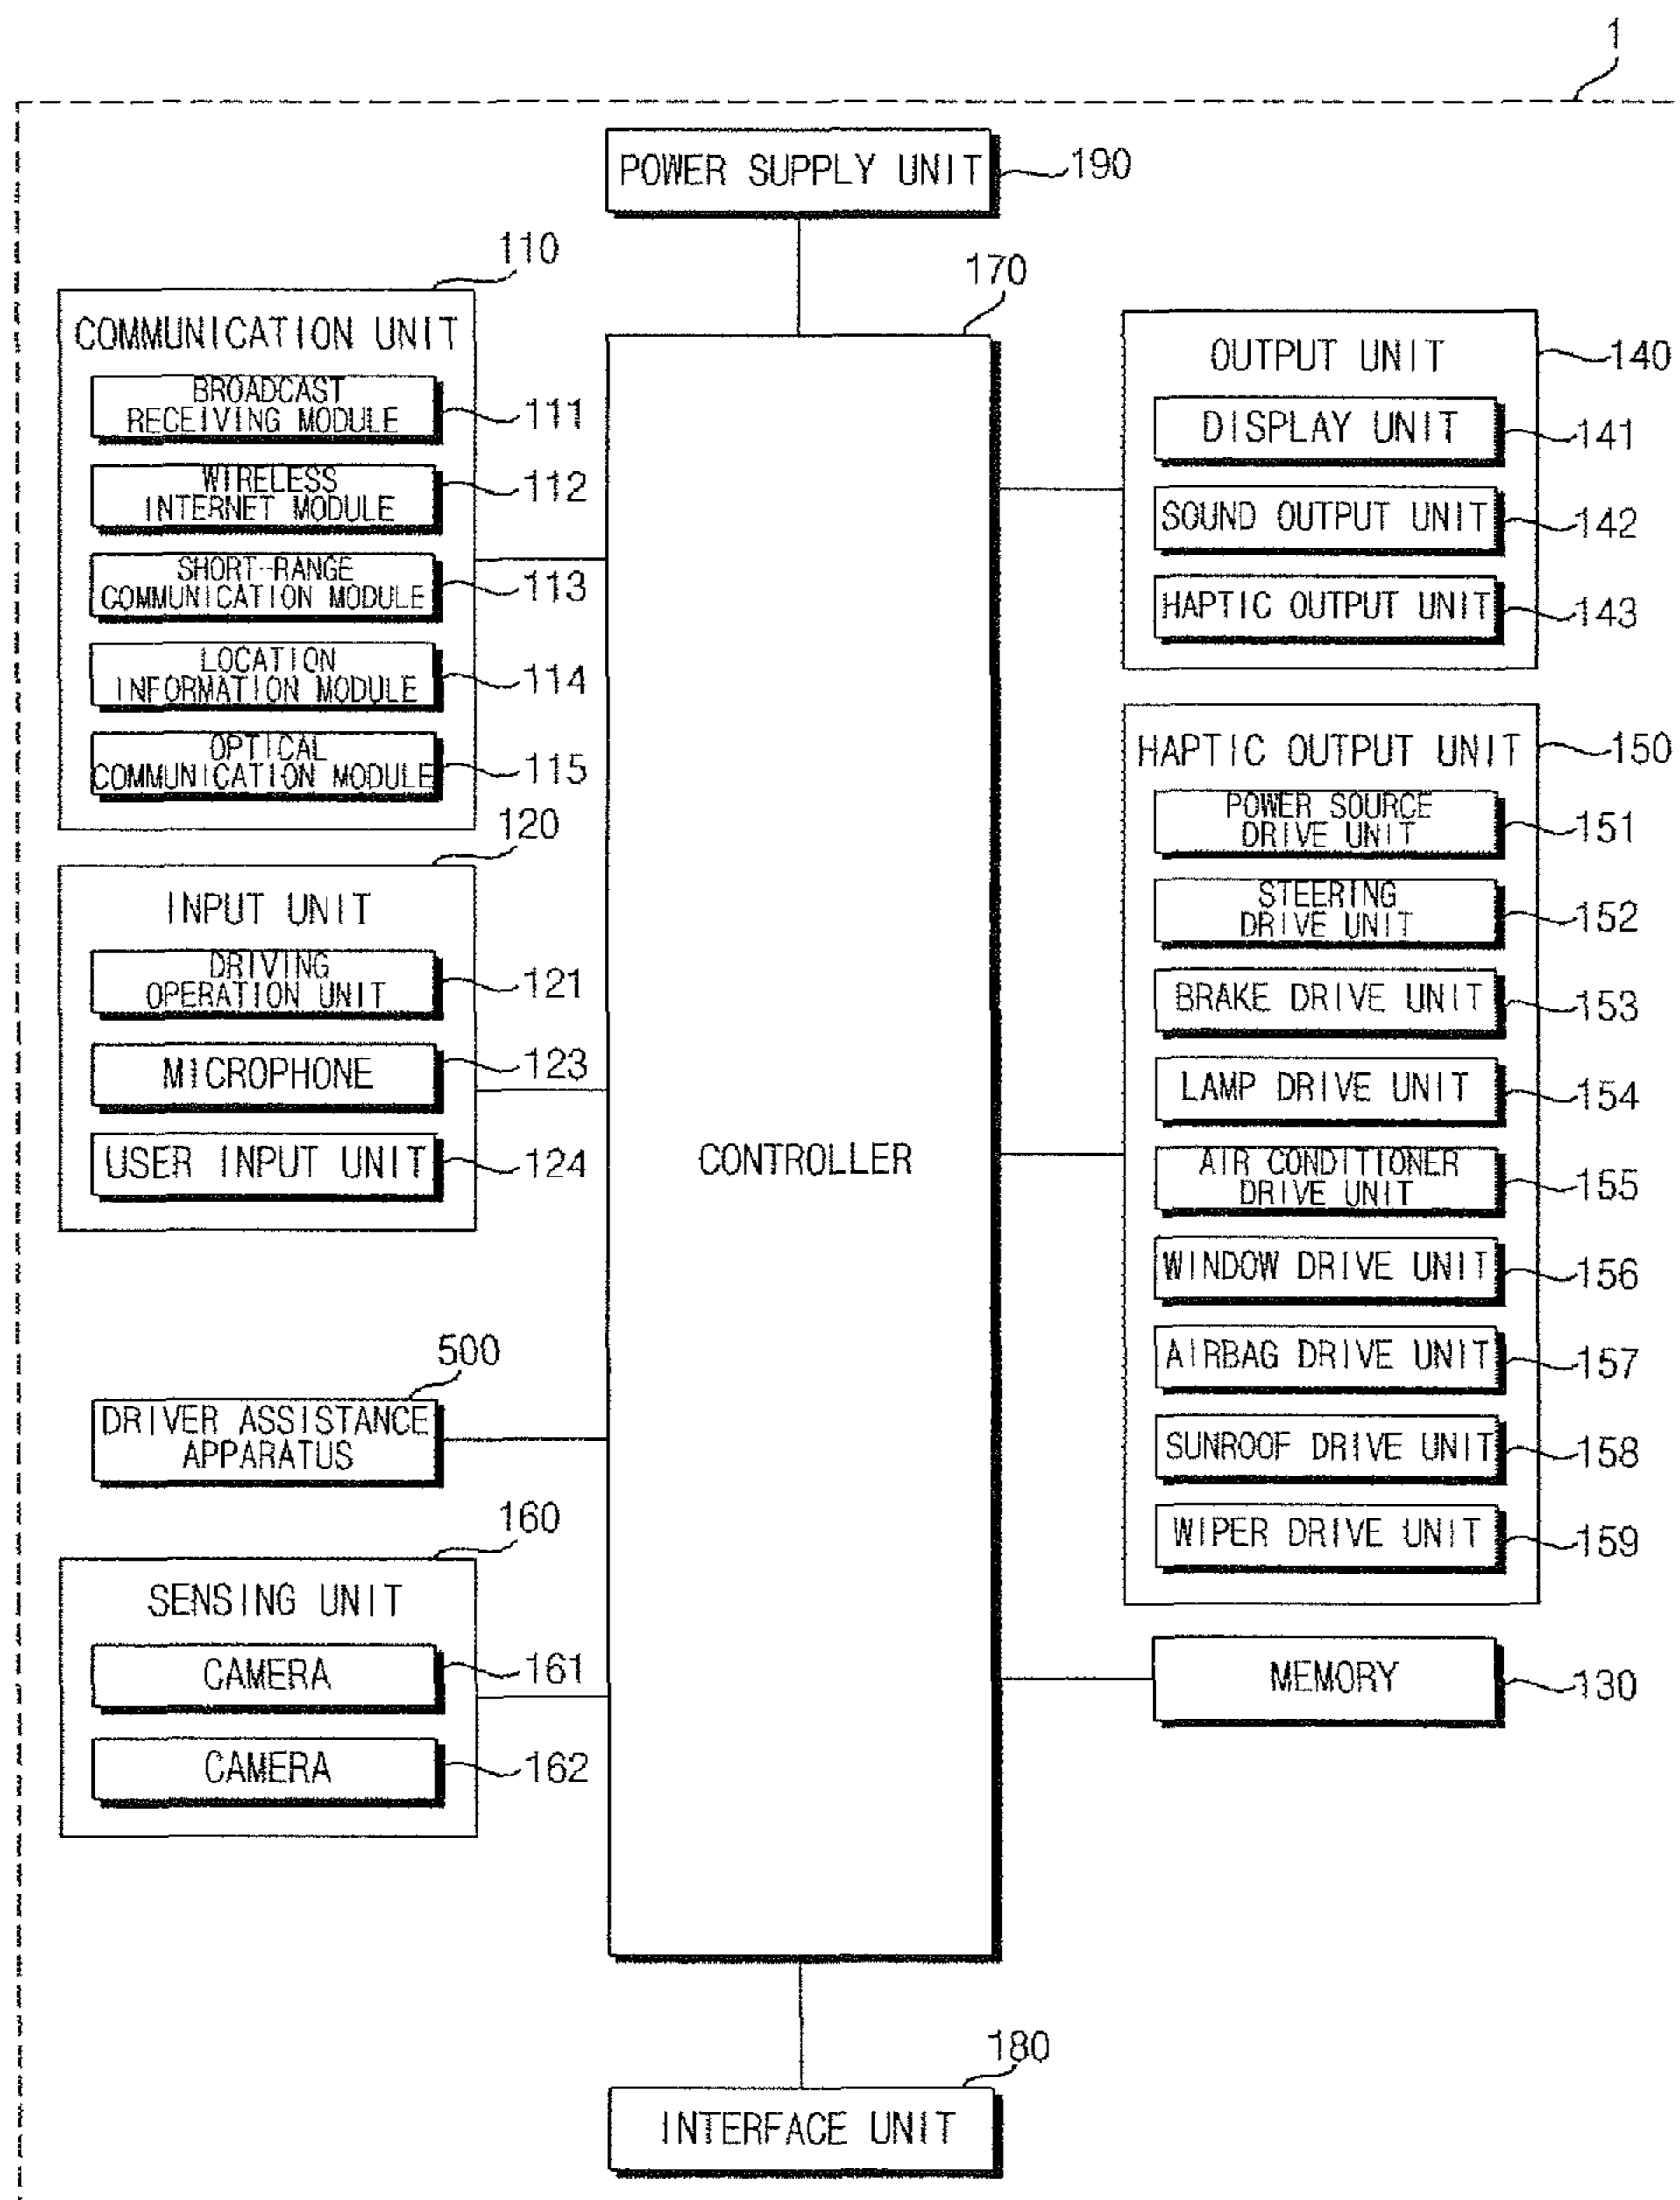 1
POWER SUPPLY UNIT
190
110
COMMUNICATION UNIT
BROADCAST
RECEIVING MODULE
111
WIRELESS
INTERNET MODULE
112
SHORT-RANGE
COMMUNICATION MODULE
113
LOCATION
INFORMATION MODULE
114
OPTICAL
COMMUNICATION MODULE
115
120
INPUT UNIT
DRIVING
OPERATION UNIT
121
MICROPHONE
123
USER INPUT UNIT
124
500
DRIVER ASSISTANCE
APPARATUS
160
SENSING UNIT
CAMERA
161
CAMERA
162
170
CONTROLLER
OUTPUT UNIT
140
DISPLAY UNIT
141
SOUND OUTPUT UNIT
142
HAPTIC OUTPUT UNIT
143
HAPTIC OUTPUT UNIT
150
POWER SOURCE
DRIVE UNIT
151
STEERING
DRIVE UNIT
152
BRAKE DRIVE UNIT
153
LAMP DRIVE UNIT
154
AIR CONDITIONER
DRIVE UNIT
155
WINDOW DRIVE UNIT
156
AIRBAG DRIVE UNIT
157
SUNROOF DRIVE UNIT
158
WIPER DRIVE UNIT
159
MEMORY
130
180
INTERFACE UNIT